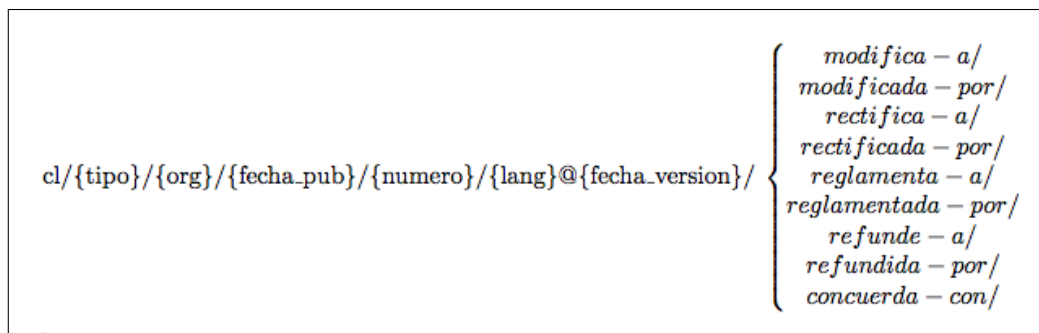 modifica − a/
modificada − por/
rectifica − a/
rectificada − por/
cl/{tipo}/{org}/{fecha_pub}/{numero}/{lang}@{fecha_version}/ reglamenta − a/
reglamentada − por/
refunde − a/
refundida − por/
concuerda − con/